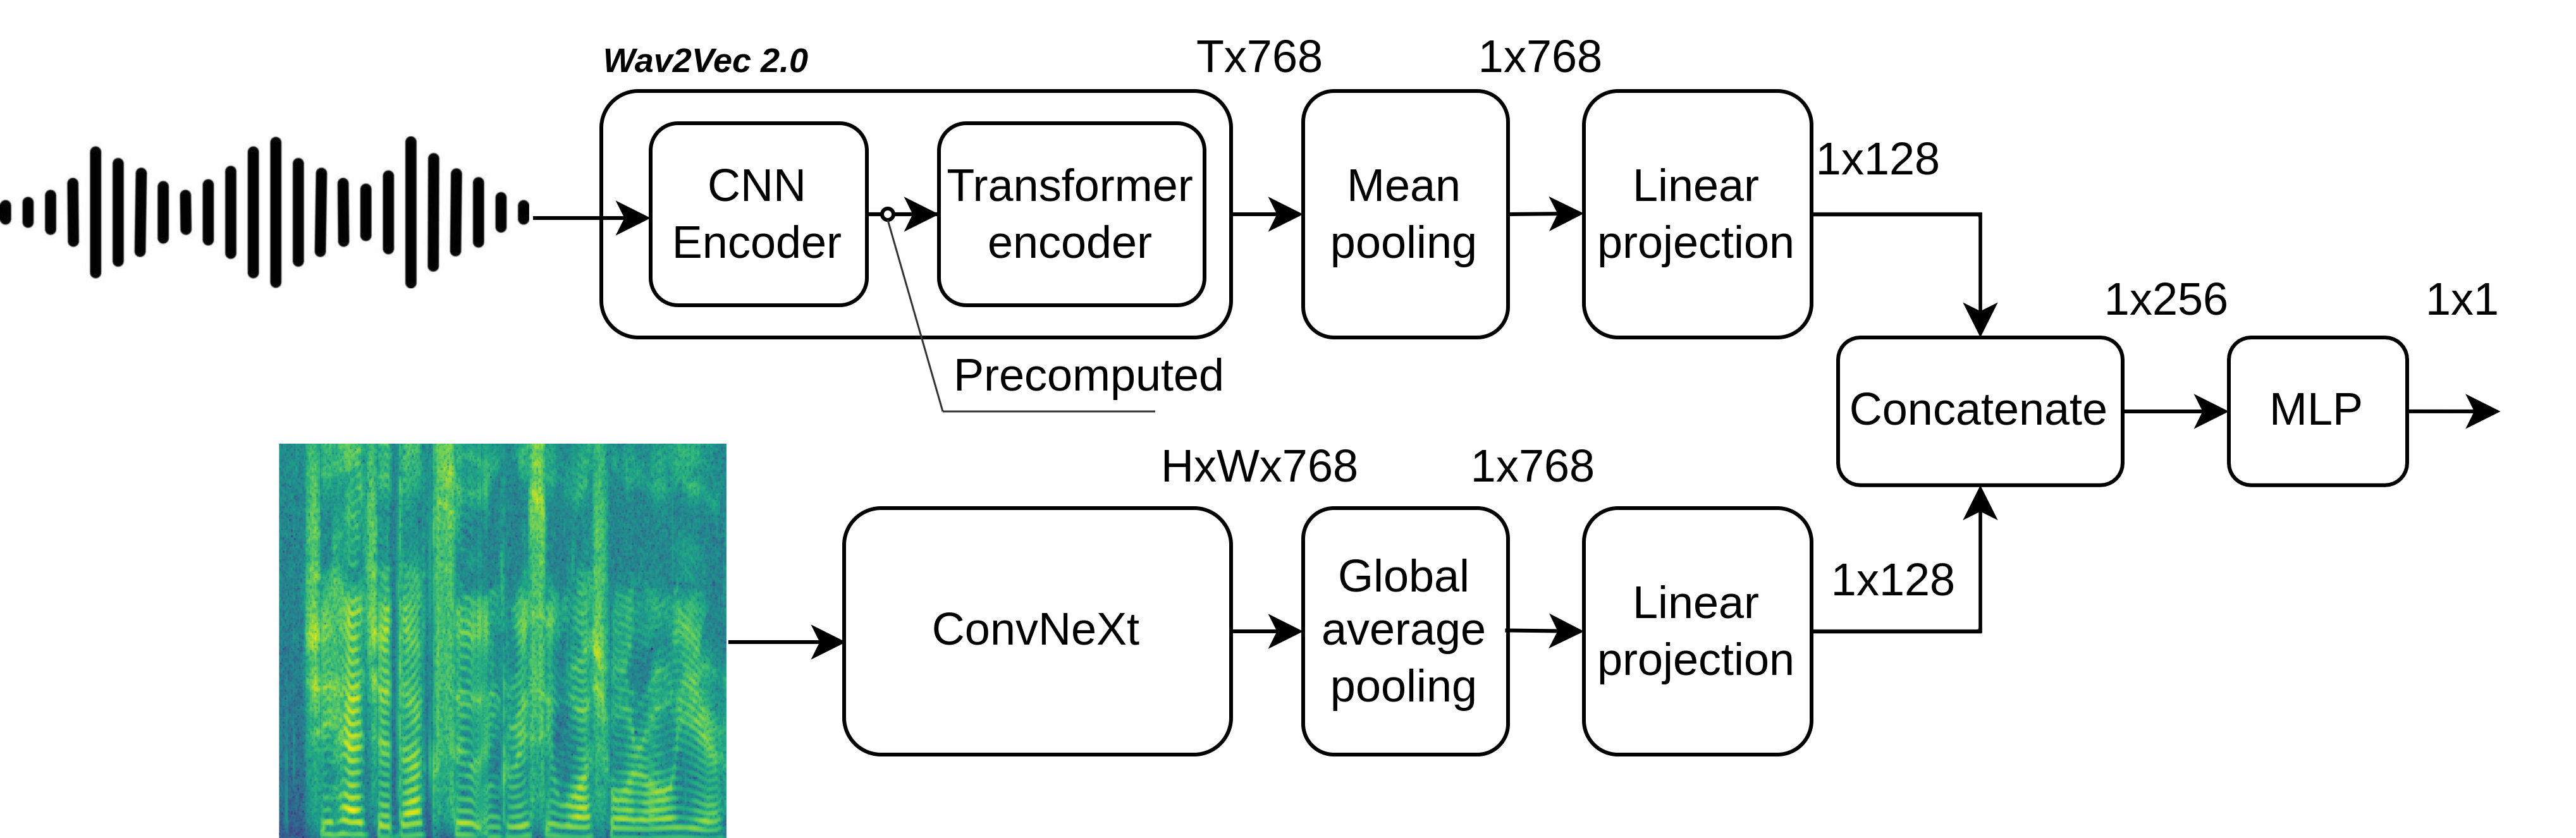 Wav2Vec 2.0
Tx768
1x768
CNN
Encoder
Transformer
encoder
Mean
pooling
Linear
projection
1x128
Precomputed
1x256
1x1
Concatenate
MLP
HxWx768
1x768
ConvNeXt
Global
average
pooling
Linear
projection
1x128